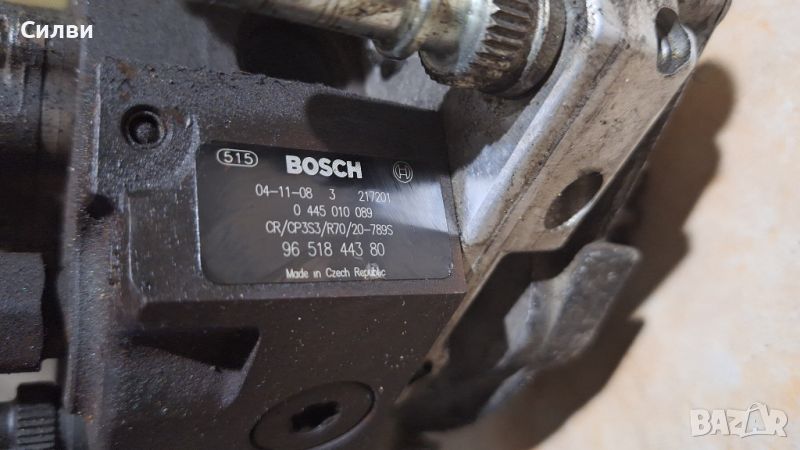 Силви
515 BOSCH
04-11-08 3 217201
0 445 010 089
CR/CP3S3/R70/20-789S
96 518 443 80
Made in Czech Republic
BAZAR